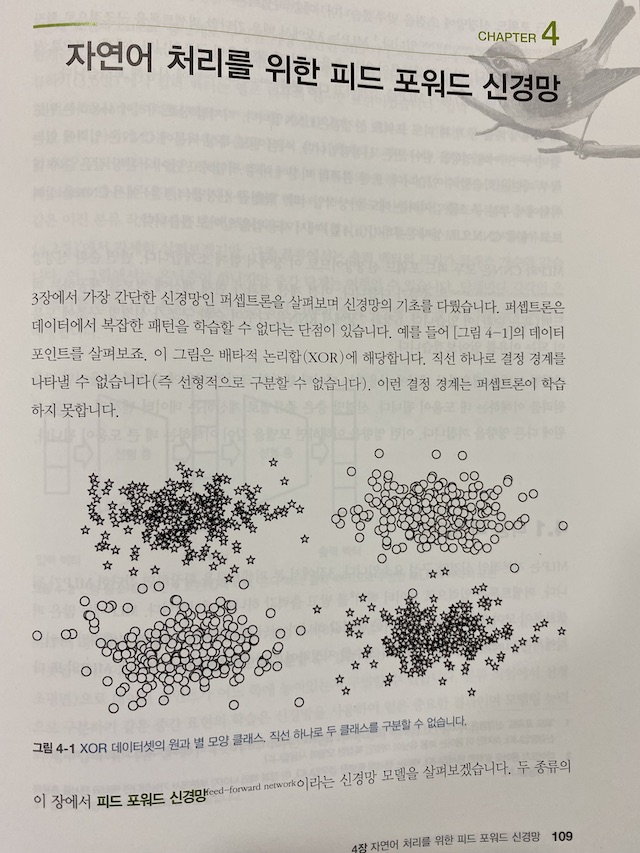 CHAPTER 4
자연어 처리를 위한 피드 포워드 신경망
3장에서 가장 간단한 신경망인 퍼셉트론을 살펴보며 신경망의 기초를 다뤘습니다. 퍼셉트론은
데이터에서 복잡한 패턴을 학습할 수 없다는 단점이 있습니다. 예를 들어 [그림 4-1]의 데이터
포인트를 살펴보죠. 이 그림은 배타적 논리합(XOR)에 해당합니다. 직선 하나로 결정 경계를
나타낼 수 없습니다(즉 선형적으로 구분할 수 없습니다). 이런 결정 경계는 퍼셉트론이 학습
하지 못합니다.
그림 4-1 XOR 데이터셋의 원과 별 모양 클래스. 직선 하나로 두 클래스를 구분할 수 없습니다.
이 장에서 피드 포워드 신경망feed-forward network이라는 신경망 모델을 살펴보겠습니다. 두 종류의
4장 자연어 처리를 위한 피드 포워드 신경망 109